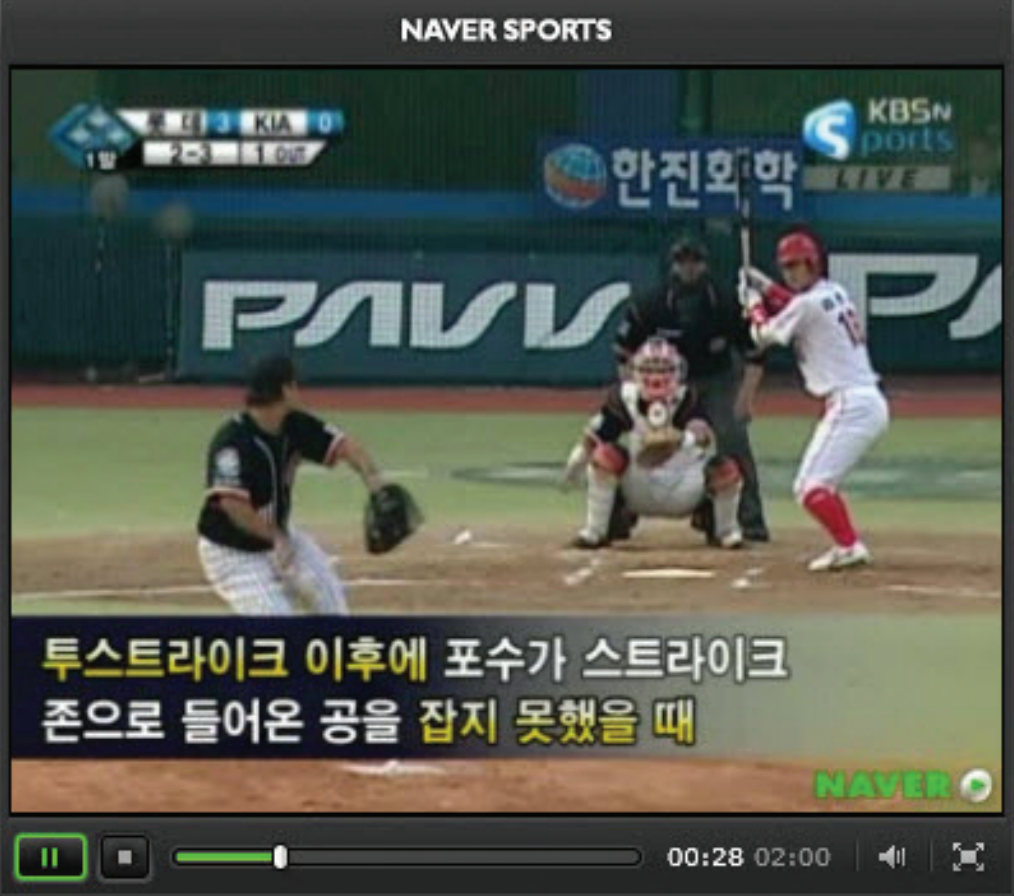 NAVER SPORTS
롯데 3 KIA 0
1말 2-3 1 OUT
KBSN
Sports
LIVE
한진화학
PAVV
PA
투스트라이크 이후에 포수가 스트라이크
존으로 들어온 공을 잡지 못했을 때
NAVER
00:28 02:00